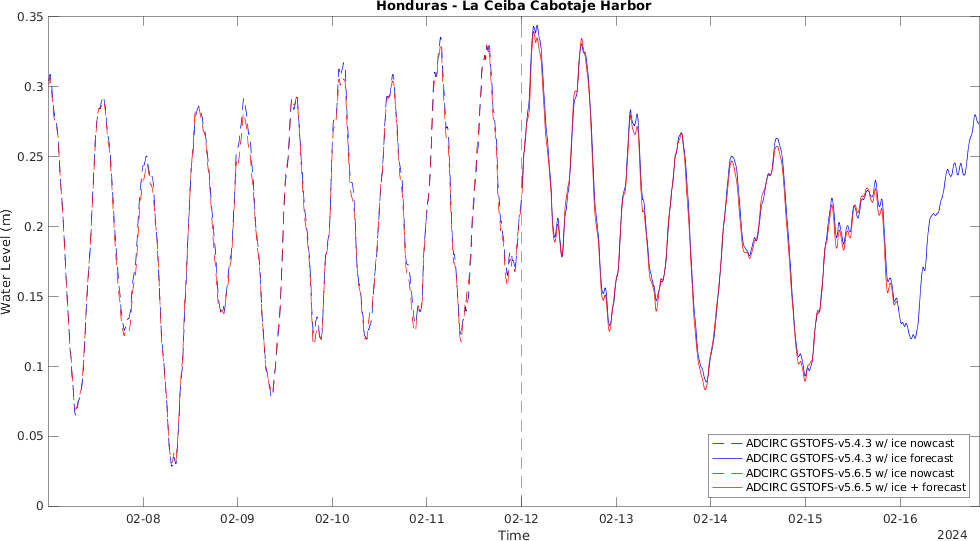 Honduras - La Ceiba Cabotaje Harbor
Water Level (m)
0.35
0.3
0.25
0.2
0.15
0.1
0.05
0
02-08
02-09
02-10
02-11
02-12
02-13
02-14
02-15
02-16
Time
2024
ADCIRC GSTOFS-v5.4.3 w/ ice nowcast
ADCIRC GSTOFS-v5.4.3 w/ ice forecast
ADCIRC GSTOFS-v5.6.5 w/ ice nowcast
ADCIRC GSTOFS-v5.6.5 w/ ice + forecast